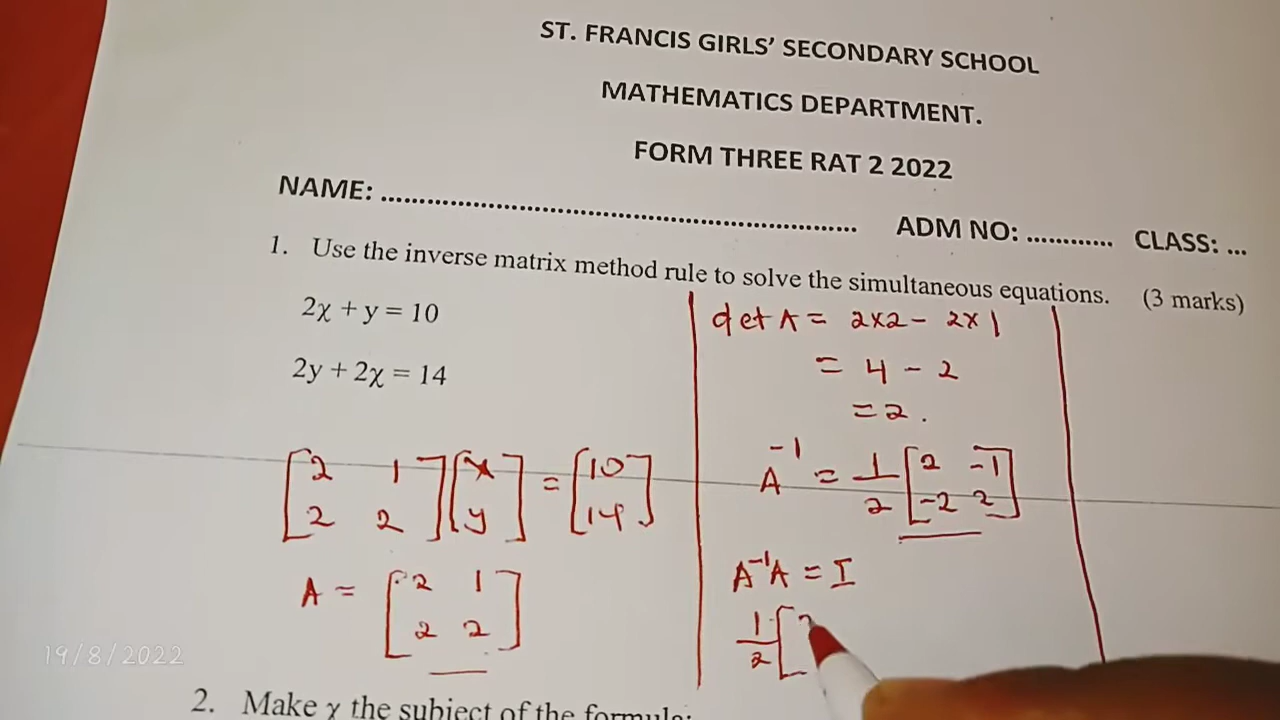 ST. FRANCIS GIRLS' SECONDARY SCHOOL
MATHEMATICS DEPARTMENT.
FORM THREE RAT 2 2022
NAME: ........................................................................ ADM NO: ............ CLASS: ...
1. Use the inverse matrix method rule to solve the simultaneous equations. (3 marks)
2χ + y = 10
2y + 2χ = 14
[2 1] [x] = [10]
[2 2] [y] [14]
A = [2 1]
[2 2]
det A = 2x2 - 2x1
= 4 - 2
= 2.
A⁻¹ = 1/2 [2 -1]
[-2 2]
A⁻¹A = I
1/2 [2
19/8/2022
2. Make χ the subject of the formula: